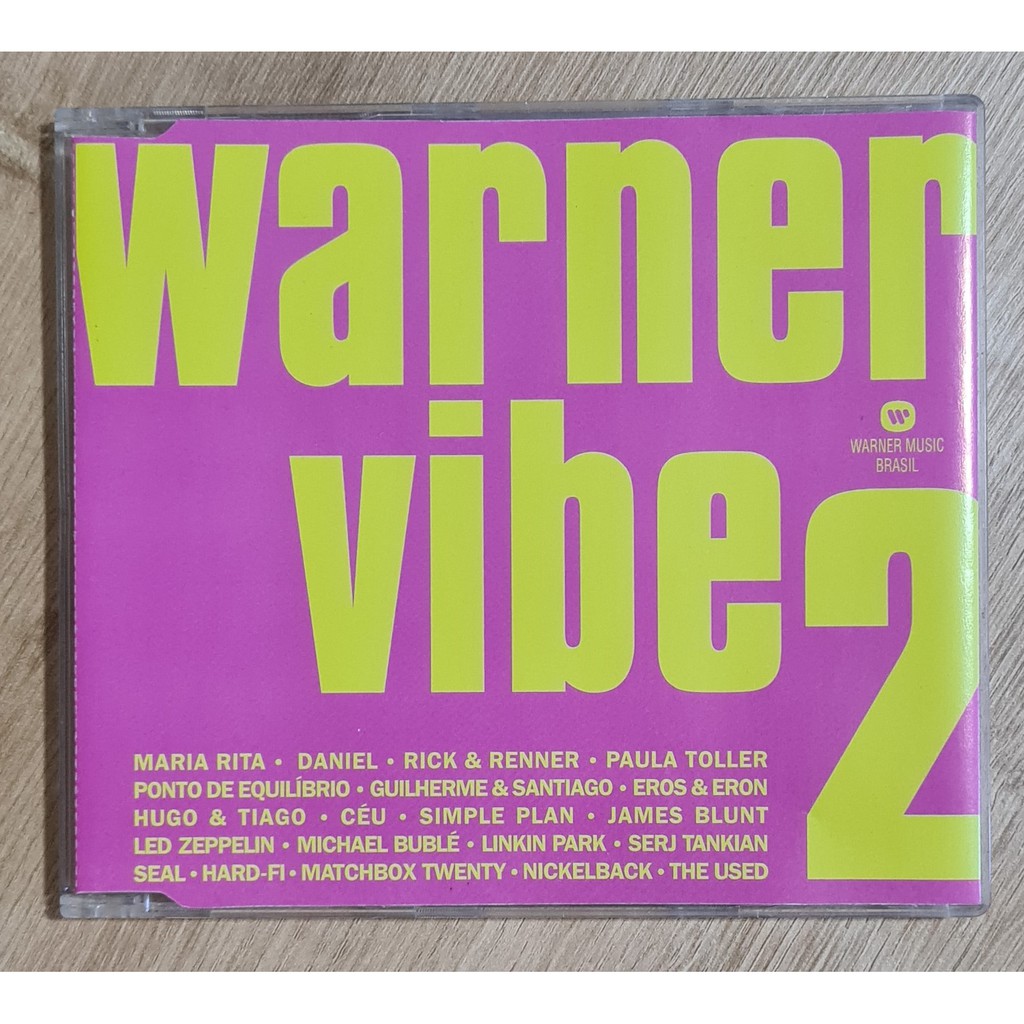 warner
vibe
2
WARNER MUSIC
BRASIL
MARIA RITA • DANIEL • RICK & RENNER • PAULA TOLLER
PONTO DE EQUILÍBRIO • GUILHERME & SANTIAGO • EROS & ERON
HUGO & TIAGO • CÉU • SIMPLE PLAN • JAMES BLUNT
LED ZEPPELIN • MICHAEL BUBLÉ • LINKIN PARK • SERJ TANKIAN
SEAL • HARD-FI • MATCHBOX TWENTY • NICKELBACK • THE USED